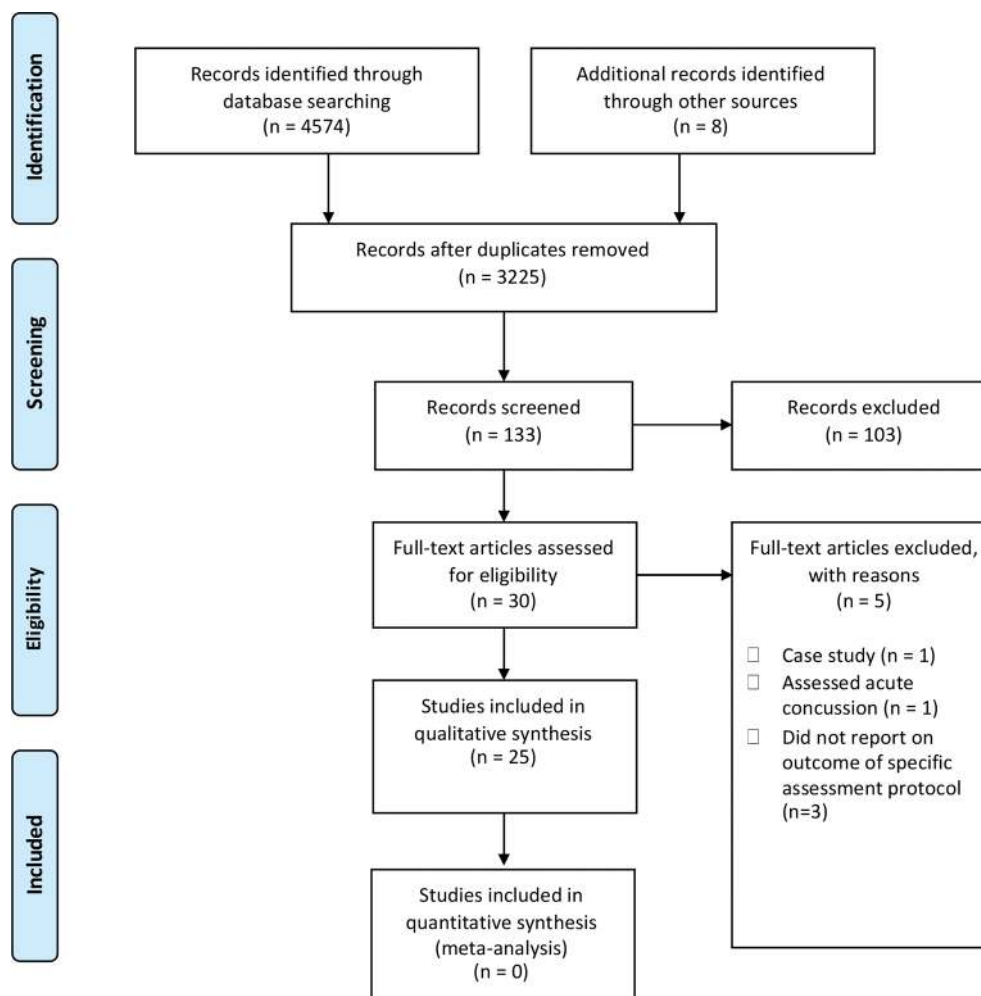 Identification
Records identified through
database searching
(n = 4574)
Additional records identified
through other sources
(n = 8)
Records after duplicates removed
(n = 3225)
Screening
Records screened
(n = 133)
Records excluded
(n = 103)
Eligibility
Full-text articles assessed
for eligibility
(n = 30)
Full-text articles excluded,
with reasons
(n = 5)
Case study (n = 1)
Assessed acute
concussion (n = 1)
Did not report on
outcome of specific
assessment protocol
(n=3)
Studies included in
qualitative synthesis
(n = 25)
Included
Studies included in
quantitative synthesis
(meta-analysis)
(n = 0)